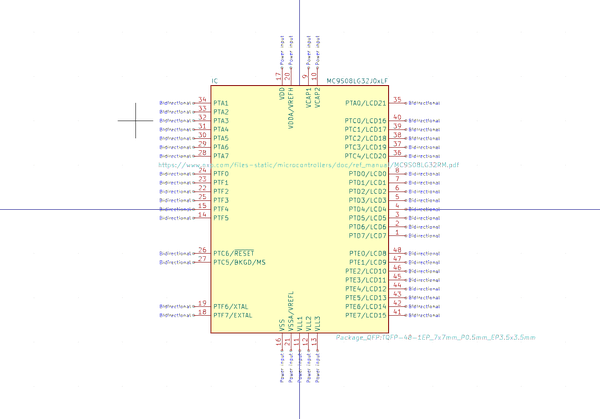 Power input Power input Power input Power input
17 20 9 10
VDD VDDA/VREFH VCAP1 VCAP2
IC MC9S08LG32J0xLF
Bidirectional 34 PTA1 PTA0/LCD21 35 Bidirectional
Bidirectional 33 PTA2
Bidirectional 32 PTA3 PTC0/LCD16 40 Bidirectional
Bidirectional 31 PTA4 PTC1/LCD17 39 Bidirectional
Bidirectional 30 PTA5 PTC2/LCD18 38 Bidirectional
Bidirectional 29 PTA6 PTC3/LCD19 37 Bidirectional
Bidirectional 28 PTA7 PTC4/LCD20 36 Bidirectional
https://www.nxp.com/files-static/microcontrollers/doc/ref_manual/MC9S08LG32RM.pdf
Bidirectional 24 PTF0 PTD0/LCD0 8 Bidirectional
Bidirectional 23 PTF1 PTD1/LCD1 7 Bidirectional
Bidirectional 22 PTF2 PTD2/LCD2 6 Bidirectional
Bidirectional 25 PTF3 PTD3/LCD3 5 Bidirectional
Bidirectional 15 PTF4 PTD4/LCD4 4 Bidirectional
Bidirectional 14 PTF5 PTD5/LCD5 3 Bidirectional
PTD6/LCD6 2 Bidirectional
PTD7/LCD7 1 Bidirectional
Bidirectional 26 PTC6/RESET PTE0/LCD8 48 Bidirectional
Bidirectional 27 PTC5/BKGD/MS PTE1/LCD9 47 Bidirectional
PTE2/LCD10 46 Bidirectional
PTE3/LCD11 45 Bidirectional
PTE4/LCD12 44 Bidirectional
PTE5/LCD13 43 Bidirectional
Bidirectional 19 PTF6/XTAL PTE6/LCD14 42 Bidirectional
Bidirectional 18 PTF7/EXTAL PTE7/LCD15 41 Bidirectional
VSS VSSA/VREFL VLL1 VLL2 VLL3
16 21 11 12 13
Package_QFP:TQFP-48-1EP_7x7mm_P0.5mm_EP3.5x3.5mm
Power input Power input Power input Power input Power input